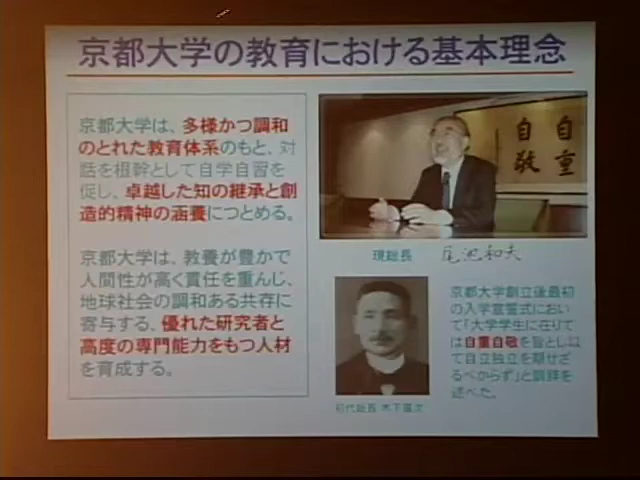 京都大学の教育における基本理念
京都大学は、多様かつ調和
のとれた教育体系のもと、対
話を根幹として自学自習を
促し、卓越した知の継承と創
造的精神の涵養につとめる。
京都大学は、教養が豊かで
人間性が高く責任を重んじ、
地球社会の調和ある共存に
寄与する、優れた研究者と
高度の専門能力をもつ人材
を育成する。
自重
自敬
現総長 尾池和夫
京都大学創立後最初
の入学宣誓式におい
て「大学学生に在りて
は自重自敬を旨とし以
て自立独立を期せざ
るべからず」と訓辞を
述べた。
初代総長 木下廣次